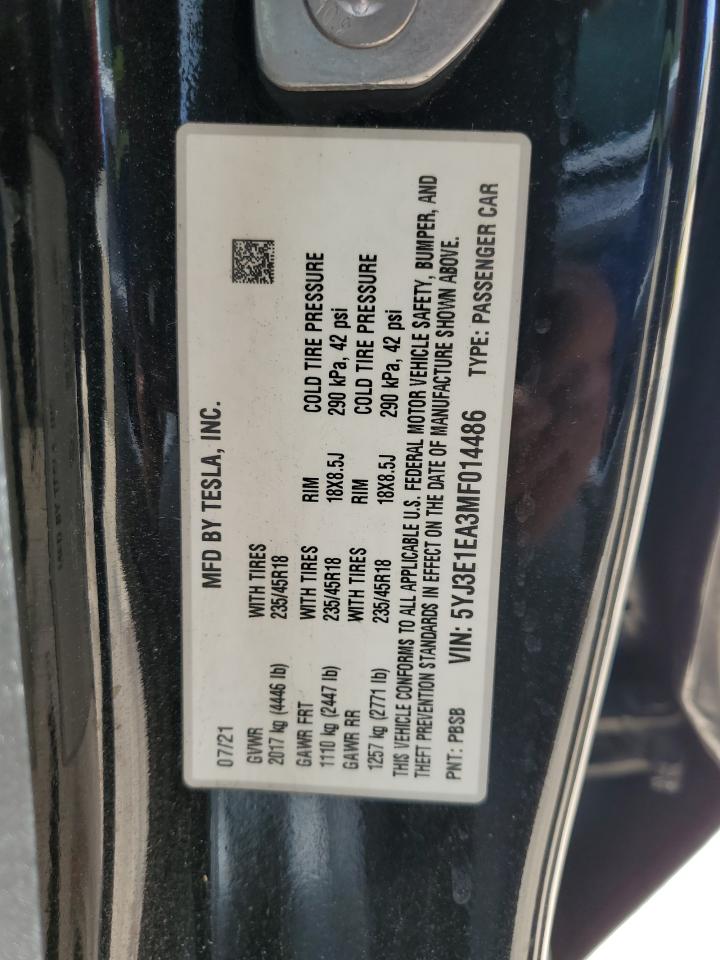 MFD BY TESLA, INC.
07/21
GVWR WITH TIRES
2017 kg (4446 lb) 235/45R18
GAWR FRT WITH TIRES RIM COLD TIRE PRESSURE
1110 kg (2447 lb) 235/45R18 18X8.5J 290 kPa, 42 psi
GAWR RR WITH TIRES RIM COLD TIRE PRESSURE
1257 kg (2771 lb) 235/45R18 18X8.5J 290 kPa, 42 psi
THIS VEHICLE CONFORMS TO ALL APPLICABLE U.S. FEDERAL MOTOR VEHICLE SAFETY, BUMPER, AND
THEFT PREVENTION STANDARDS IN EFFECT ON THE DATE OF MANUFACTURE SHOWN ABOVE.
PNT: PBSB VIN: 5YJ3E1EA3MF014486 TYPE: PASSENGER CAR